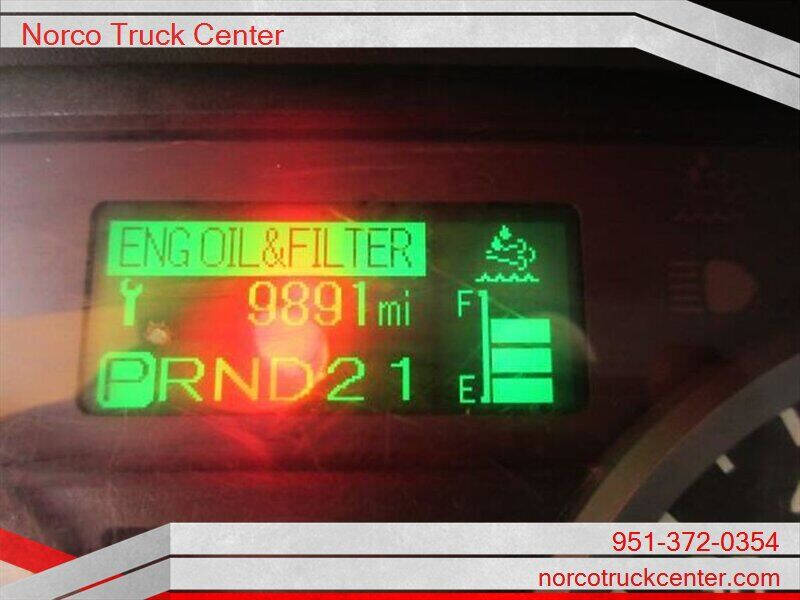 Norco Truck Center
ENG OIL&FILTER
9891mi
PRND21
F
E
951-372-0354
norcotruckcenter.com